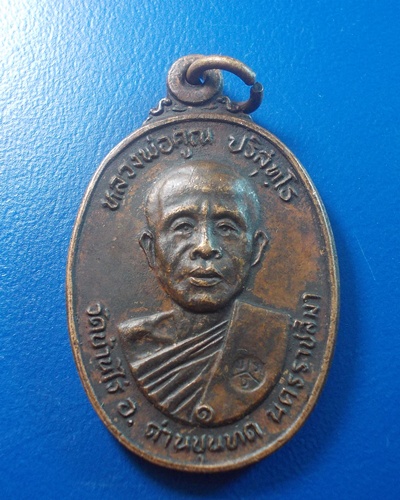 หลวงพ่อคูณ ปริสุทโธ
๑
วัดบ้านไร่ อ. ด่านขุนทด นครราชสีมา